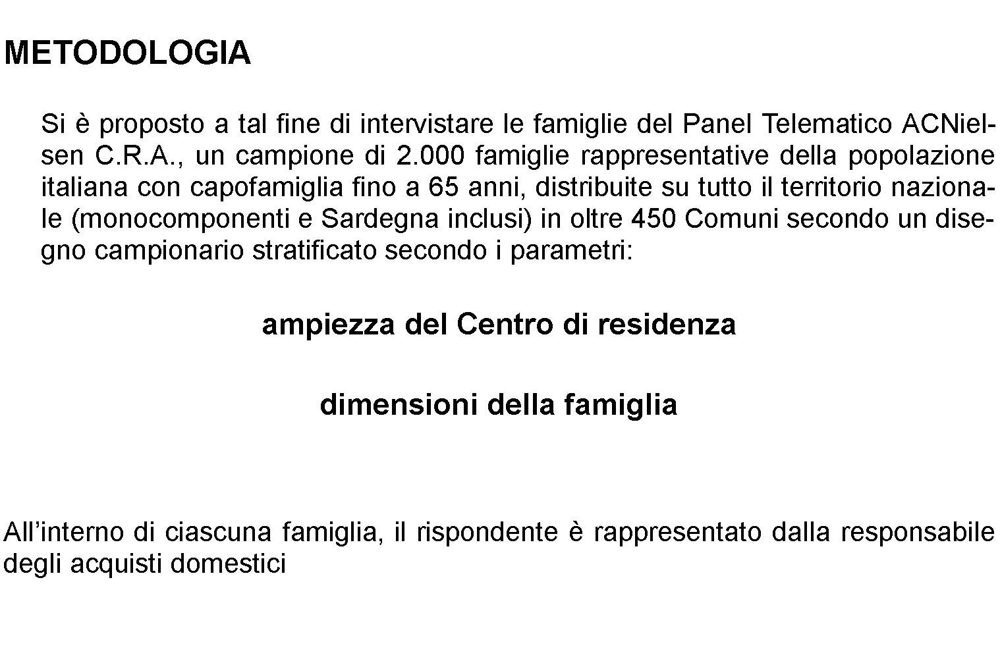 METODOLOGIA
Si è proposto a tal fine di intervistare le famiglie del Panel Telematico ACNiel-
sen C.R.A., un campione di 2.000 famiglie rappresentative della popolazione
italiana con capofamiglia fino a 65 anni, distribuite su tutto il territorio naziona-
le (monocomponenti e Sardegna inclusi) in oltre 450 Comuni secondo un dise-
gno campionario stratificato secondo i parametri:
ampiezza del Centro di residenza
dimensioni della famiglia
All’interno di ciascuna famiglia, il rispondente è rappresentato dalla responsabile
degli acquisti domestici